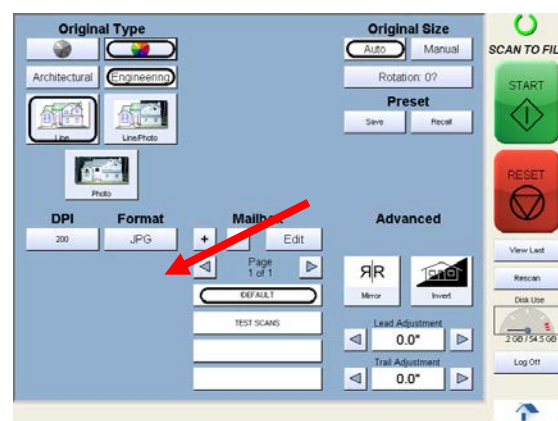 Original Type
Original Size
SCAN TO FIL
Auto
Manual
Architectural
Engineering
Rotation: 0?
START
Preset
Line
Line/Photo
Save
Recall
Photo
RESET
DPI
Format
Mailbox
Advanced
200
JPG
+
Edit
View Last
Page
1 of 1
R|R
Rescan
DEFAULT
Mirror
Invert
Disk Use
TEST SCANS
Lead Adjustment
0.0"
2 GB / 54.5 GB
Trail Adjustment
0.0"
Log Off